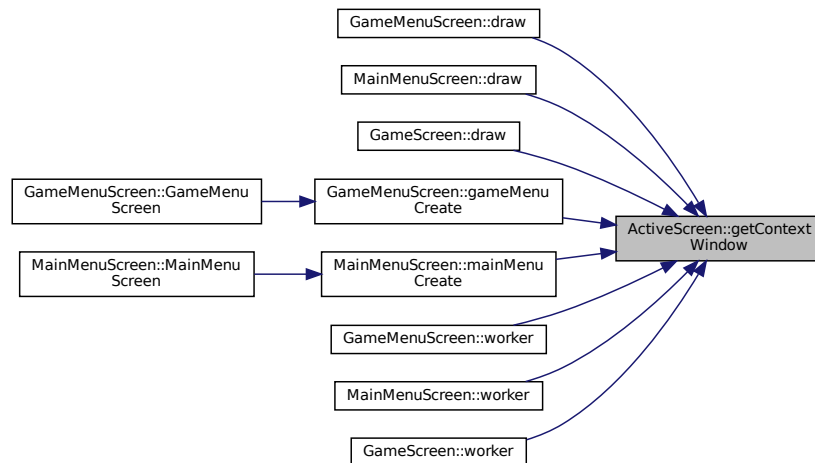 GameMenuScreen::draw
MainMenuScreen::draw
GameScreen::draw
GameMenuScreen::GameMenu
Screen
GameMenuScreen::gameMenu
Create
ActiveScreen::getContext
Window
MainMenuScreen::MainMenu
Screen
MainMenuScreen::mainMenu
Create
GameMenuScreen::worker
MainMenuScreen::worker
GameScreen::worker